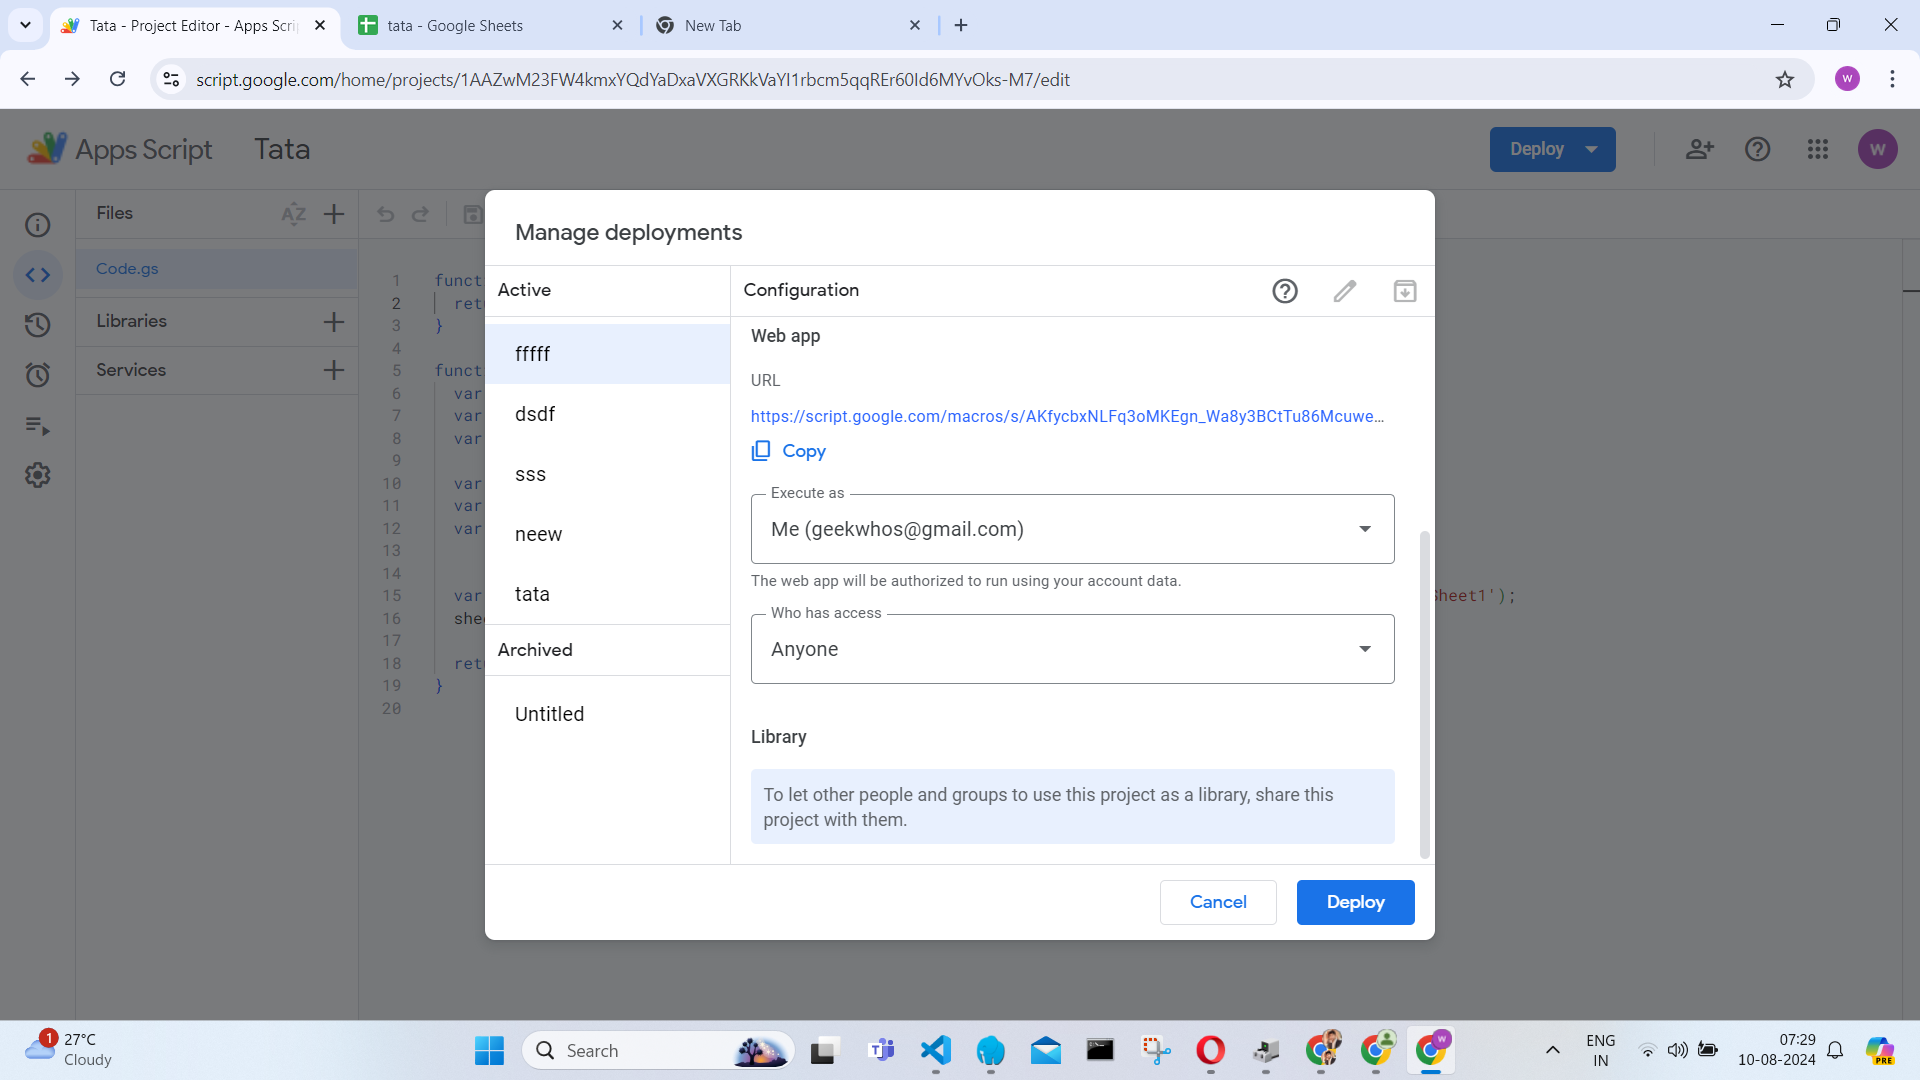 Tata - Project Editor - Apps Scri
tata - Google Sheets
New Tab
script.google.com/home/projects/1AAZwM23FW4kmxYQdYaDxaVXGRKkVaYI1rbcm5qqREr60Id6MYvOks-M7/edit
W
Apps Script
Tata
Deploy
W
Files
AZ
Code.gs
Libraries
Services
1 funct
2 ret
3 }
4
5 funct
6 var
7 var
8 var
9
10 var
11 var
12 var
13
14
15 var
heet1');
16 shee
17
18 ret
19 }
20
Manage deployments
Active
Configuration
fffff
dsdf
sss
neew
tata
Archived
Untitled
Web app
URL
https://script.google.com/macros/s/AKfycbxNLFq3oMKEgn_Wa8y3BCtTu86Mcuwe…
Copy
Execute as
Me (geekwhos@gmail.com)
The web app will be authorized to run using your account data.
Who has access
Anyone
Library
To let other people and groups to use this project as a library, share this
project with them.
Cancel
Deploy
1
27°C
Cloudy
Search
ENG
IN
07:29
10-08-2024
PRE